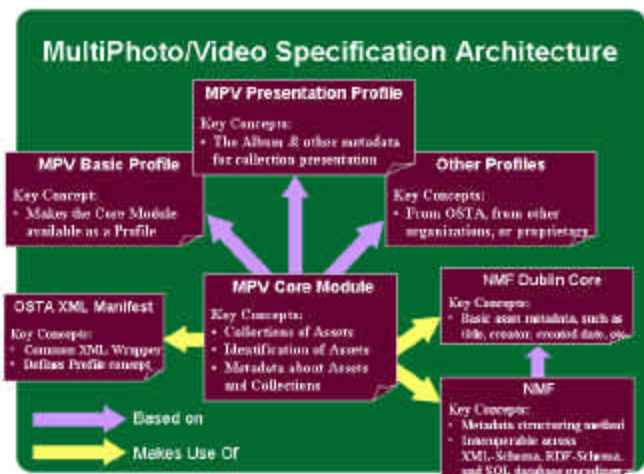 MultiPhoto/Video Specification Architecture
MPV Presentation Profile
Key Concepts:
• The Album & other metadata
for collection presentation
MPV Basic Profile
Key Concept:
• Makes the Core Module
available as a Profile
Other Profiles
Key Concepts:
• From OSTA, from other
organizations, or proprietary
MPV Core Module
Key Concepts:
• Collections of Assets
• Identification of Assets
• Metadata about Assets
and Collections
OSTA XML Manifest
Key Concepts:
• Common XML Wrapper
• Defines Profile concept
NMF Dublin Core
Key Concepts:
• Basic asset metadata, such as
title, creator, created date, etc.
NMF
Key Concepts:
• Metadata structuring method
• Interoperable across
XML-Schema, RDF-Schema,
and SQL database
Based on
Makes Use Of